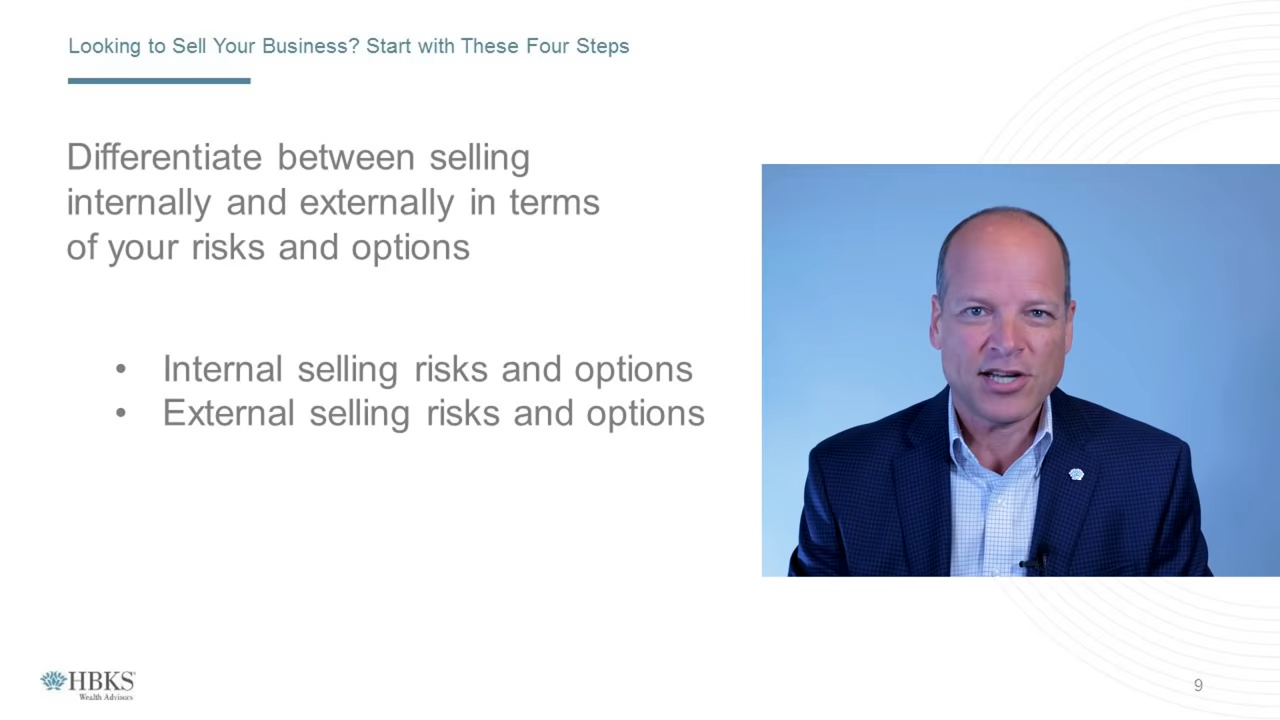 Looking to Sell Your Business? Start with These Four Steps
Differentiate between selling
internally and externally in terms
of your risks and options
• Internal selling risks and options
• External selling risks and options
HBKS
Wealth Advisors
9